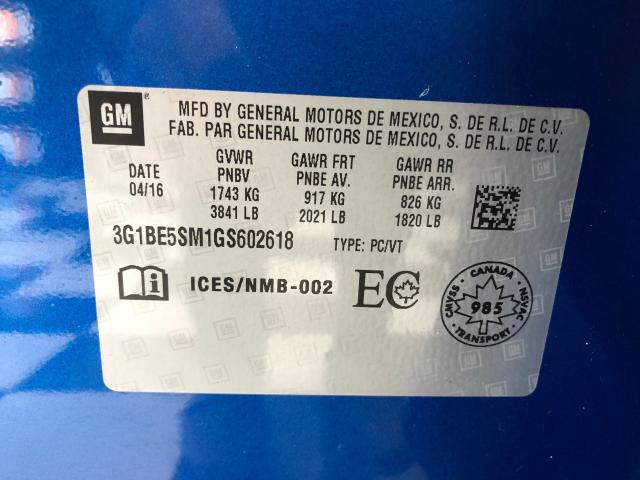 GM
MFD BY GENERAL MOTORS DE MEXICO, S. DE R.L. DE C.V.
FAB. PAR GENERAL MOTORS DE MEXICO, S. DE R.L. DE C.V.
DATE GVWR GAWR FRT GAWR RR
04/16 PNBV PNBE AV. PNBE ARR.
1743 KG 917 KG 826 KG
3841 LB 2021 LB 1820 LB
3G1BE5SM1GS602618 TYPE: PC/VT
ICES/NMB-002 EC
CANADA
CMVSS 985 NSVAC
TRANSPORT